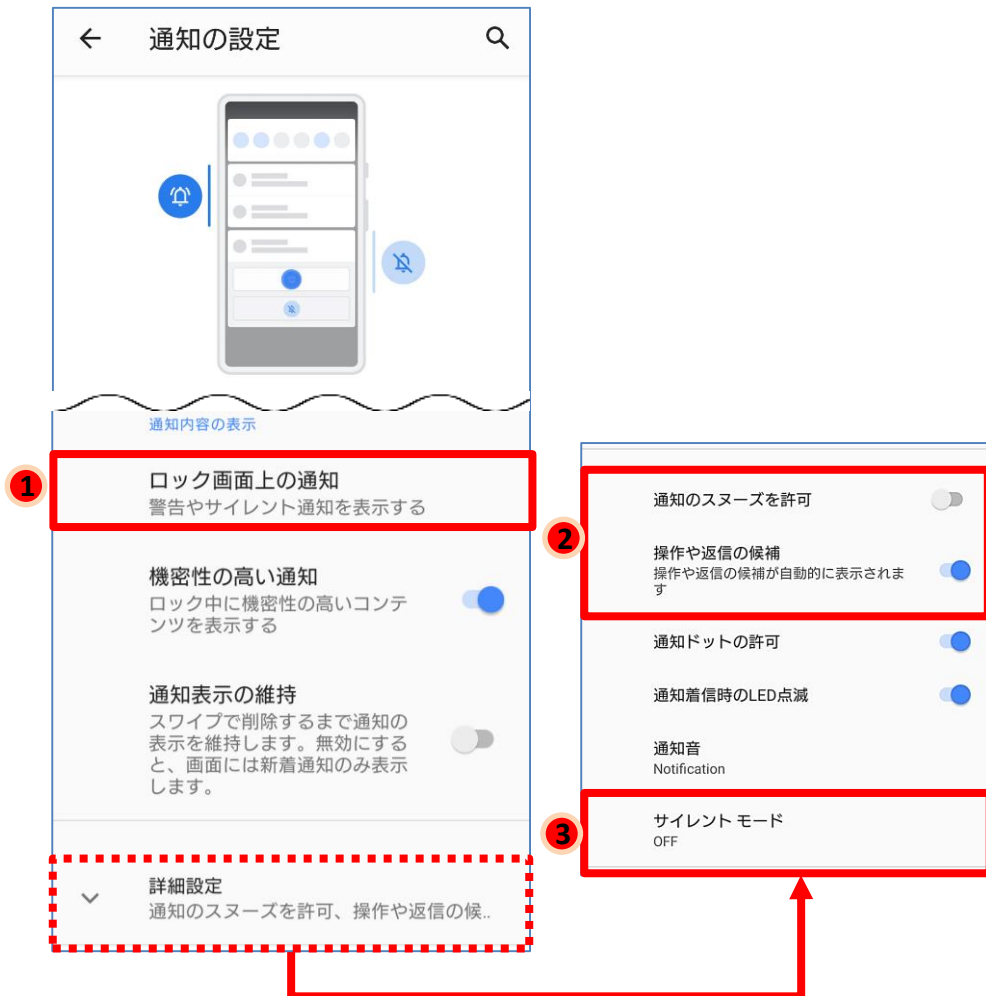 通知の設定
通知内容の表示
1
ロック画面上の通知
警告やサイレント通知を表示する
機密性の高い通知
ロック中に機密性の高いコンテ
ンツを表示する
通知表示の維持
スワイプで削除するまで通知の
表示を維持します。無効にする
と、画面には新着通知のみ表示
します。
詳細設定
通知のスヌーズを許可、操作や返信の候..
2
通知のスヌーズを許可
操作や返信の候補
操作や返信の候補が自動的に表示されま
す
通知ドットの許可
通知着信時のLED点滅
通知音
Notification
3
サイレント モード
OFF